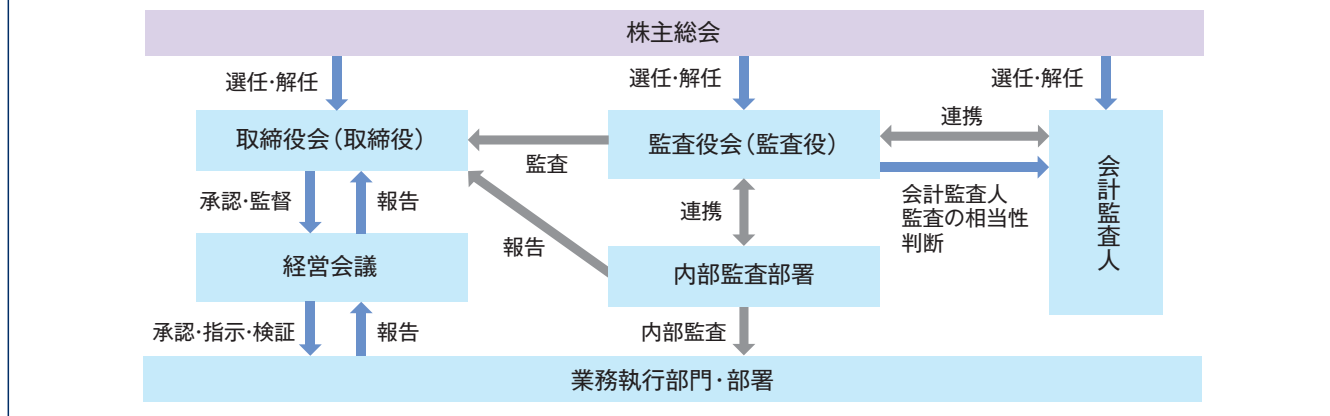 株主総会
選任・解任
選任・解任
選任・解任
取締役会（取締役）
監査
監査役会（監査役）
連携
会計監査人
監査の相当性
判断
会計監査人
承認・監督
報告
連携
報告
経営会議
内部監査部署
承認・指示・検証
報告
内部監査
業務執行部門・部署